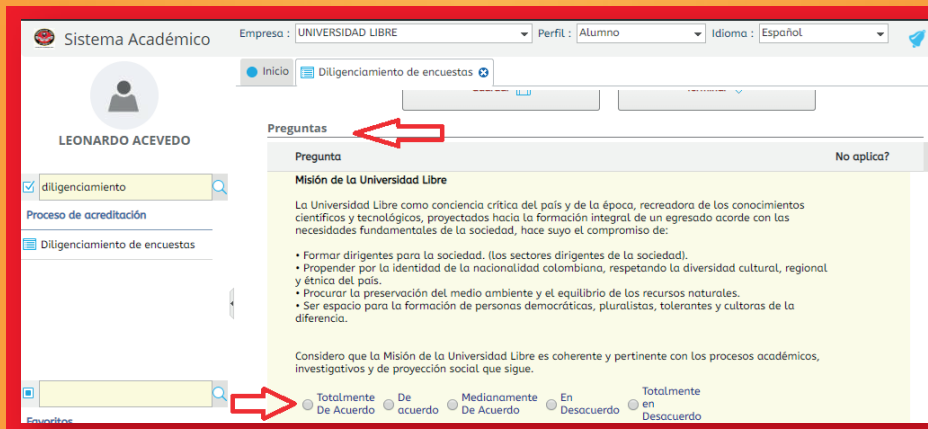 Sistema Académico
Empresa : UNIVERSIDAD LIBRE Perfil : Alumno Idioma : Español
Inicio Diligenciamiento de encuestas
LEONARDO ACEVEDO
diligenciamiento
Proceso de acreditación
Diligenciamiento de encuestas
Favoritos
Preguntas
Pregunta No aplica?
Misión de la Universidad Libre
La Universidad Libre como conciencia crítica del país y de la época, recreadora de los conocimientos
científicos y tecnológicos, proyectados hacia la formación integral de un egresado acorde con las
necesidades fundamentales de la sociedad, hace suyo el compromiso de:
• Formar dirigentes para la sociedad. (los sectores dirigentes de la sociedad).
• Propender por la identidad de la nacionalidad colombiana, respetando la diversidad cultural, regional
y étnica del país.
• Procurar la preservación del medio ambiente y el equilibrio de los recursos naturales.
• Ser espacio para la formación de personas democráticas, pluralistas, tolerantes y cultoras de la
diferencia.
Considero que la Misión de la Universidad Libre es coherente y pertinente con los procesos académicos,
investigativos y de proyección social que sigue.
Totalmente De Acuerdo
De acuerdo
Medianamente De Acuerdo
En Desacuerdo
Totalmente en Desacuerdo